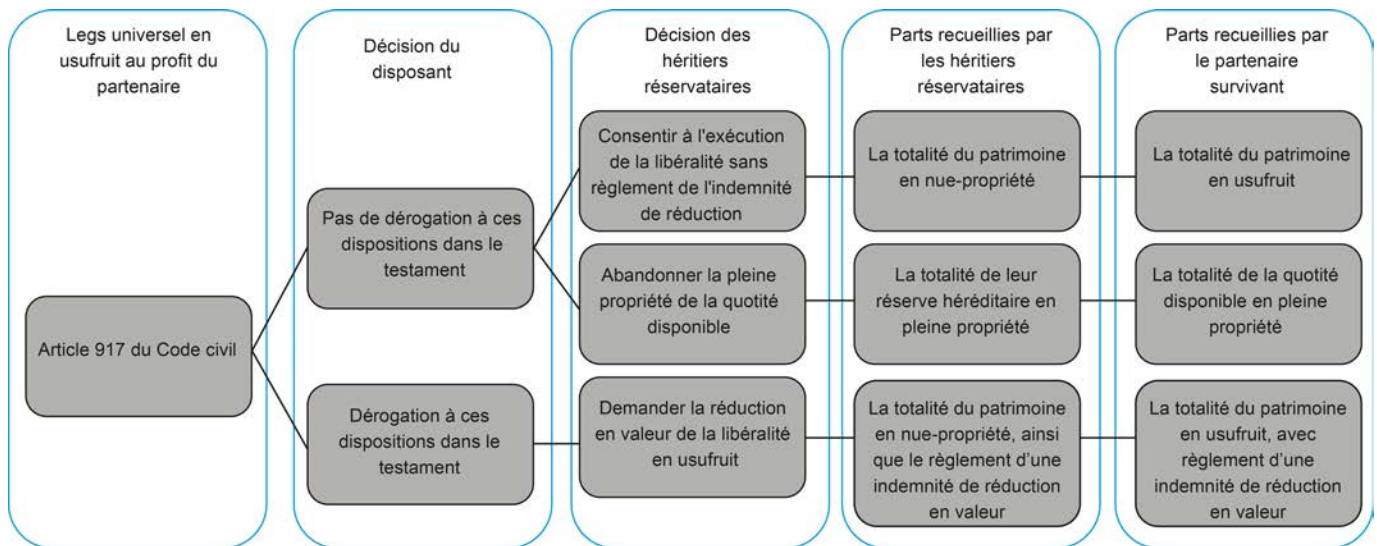 Legs universel en
usufruit au profit du
partenaire
Article 917 du Code civil
Décision du
disposant
Pas de dérogation à ces
dispositions dans le
testament
Dérogation à ces
dispositions dans le
testament
Décision des
héritiers
réservataires
Consentir à l'exécution
de la libéralité sans
règlement de l'indemnité
de réduction
Abandonner la pleine
propriété de la quotité
disponible
Demander la réduction
en valeur de la libéralité
en usufruit
Parts recueillies par
les héritiers
réservataires
La totalité du patrimoine
en nue-propriété
La totalité de leur
réserve héréditaire en
pleine propriété
La totalité du patrimoine
en nue-propriété, ainsi
que le règlement d’une
indemnité de réduction
en valeur
Parts recueillies par
le partenaire
survivant
La totalité du patrimoine
en usufruit
La totalité de la quotité
disponible en pleine
propriété
La totalité du patrimoine
en usufruit, avec
règlement d’une
indemnité de réduction
en valeur